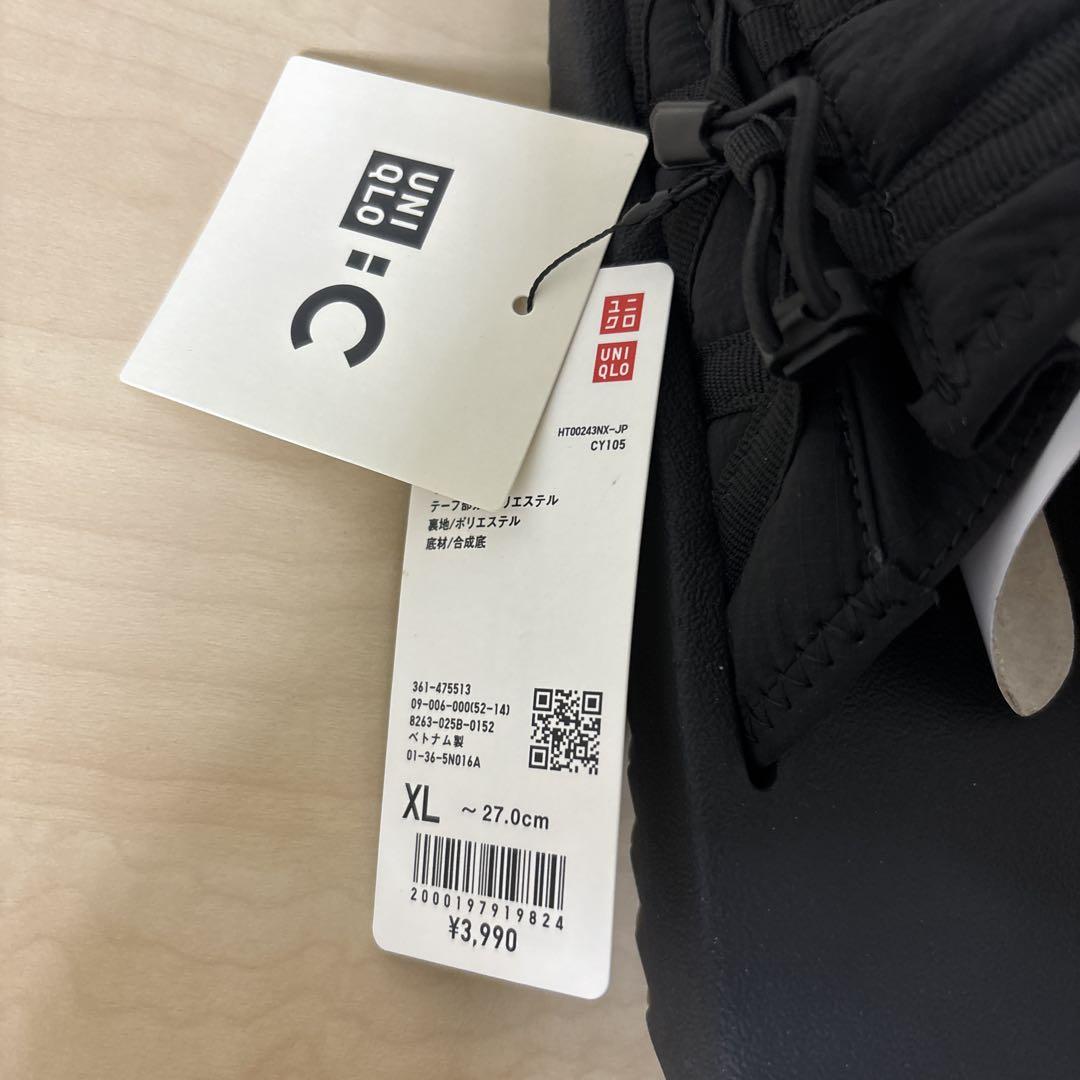 UNI
QLO
: C
ユニ
クロ
UNI
QLO
HT00243NX-JP
CY105
リエステル
裏地/ポリエステル
底材/合成底
361-475513
09-006-000(52-14)
8263-025B-0152
ベトナム製
01-36-5N016A
XL ~ 27.0cm
2000197919824
¥3,990